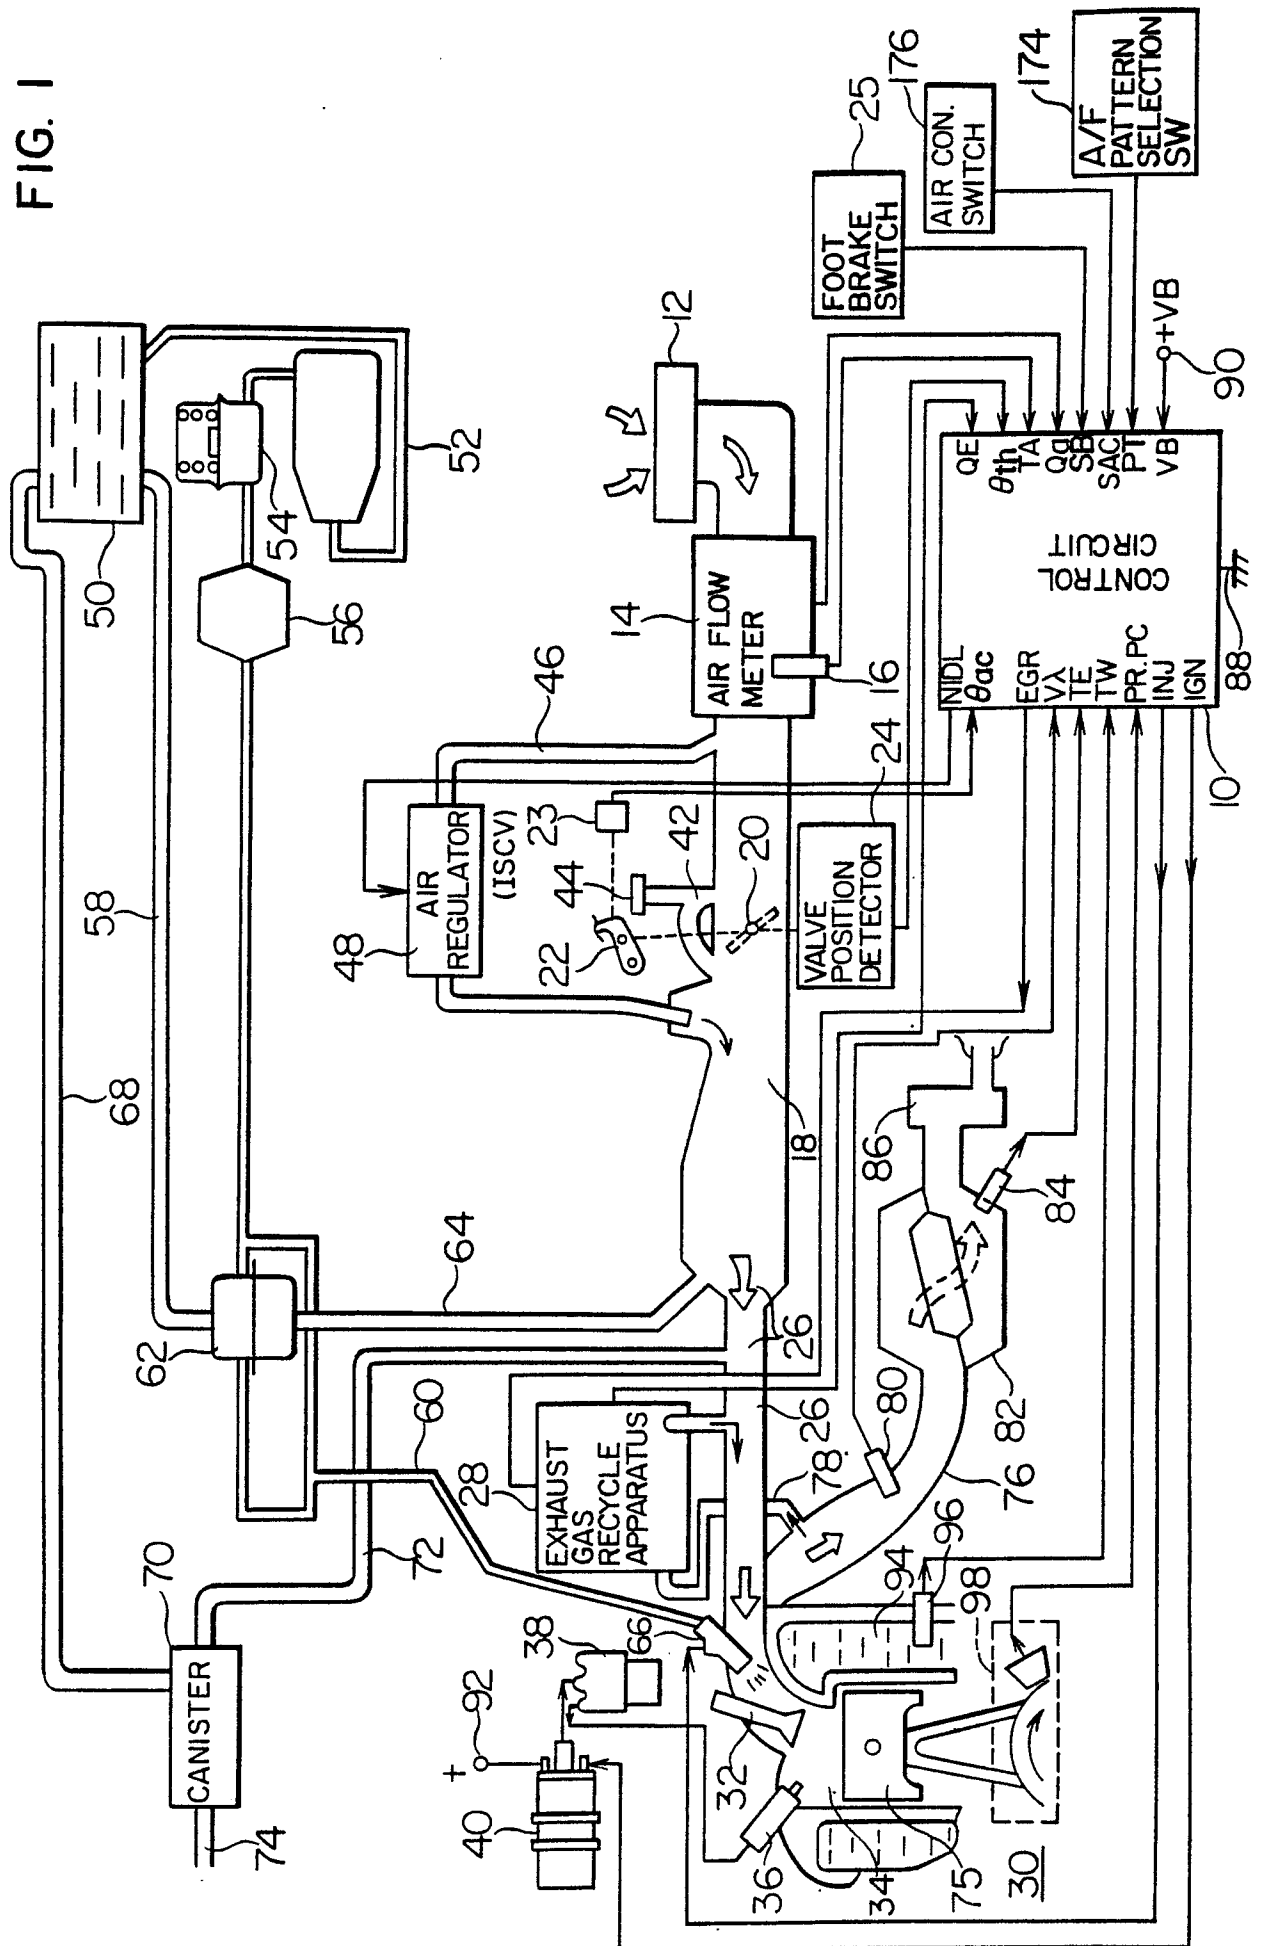 FIG. 1
50
54
52
56
58
68
62
64
60
72
70
CANISTER
74
12
14
AIR FLOW
METER
16
46
48
AIR
REGULATOR
(ISCV)
23
44
42
22
20
24
VALVE
POSITION
DETECTOR
18
26
26
28
EXHAUST
GAS
RECYCLE
APPARATUS
78
80
82
76
84
86
66
38
92
+
40
32
36
34
75
30
94
96
98
FOOT
BRAKE
SWITCH
25
AIR CON.
SWITCH
176
A/F
PATTERN
SELECTION
SW
174
+VB
90
QE
θth
TA
Qa
SB
SAC
PT
VB
CONTROL
CIRCUIT
NIDL
θac
EGR
Vλ
TE
TW
PR.PC
INJ
IGN
10
88